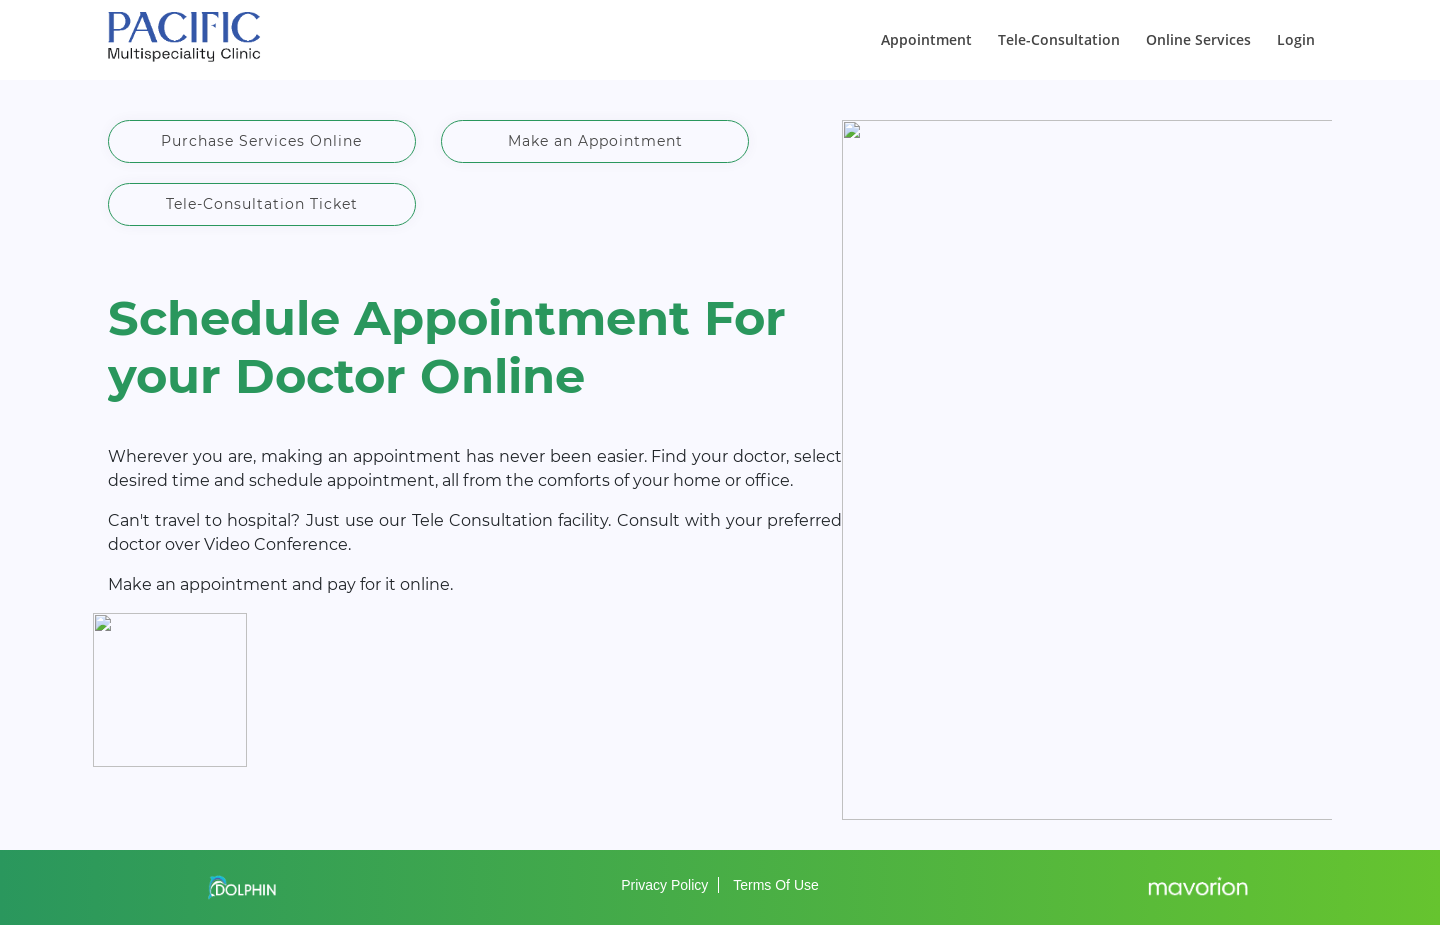 PACIFIC
Multispeciality Clinic
Appointment
Tele-Consultation
Online Services
Login
Purchase Services Online
Make an Appointment
Tele-Consultation Ticket
Schedule Appointment For
your Doctor Online
Wherever you are, making an appointment has never been easier. Find your doctor, select
desired time and schedule appointment, all from the comforts of your home or office.
Can't travel to hospital? Just use our Tele Consultation facility. Consult with your preferred
doctor over Video Conference.
Make an appointment and pay for it online.
DOLPHIN
Privacy Policy
Terms Of Use
mavorion